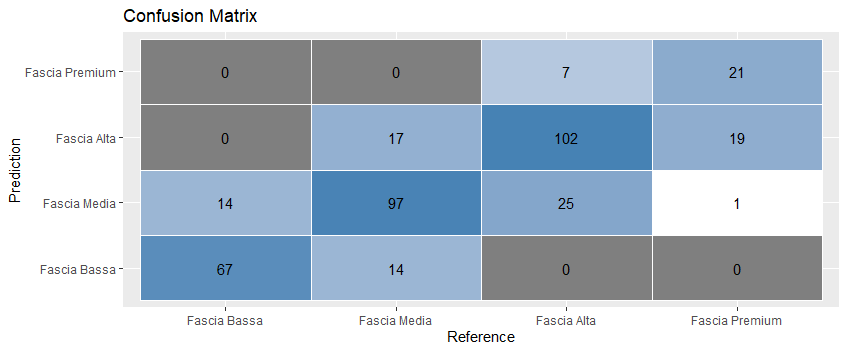 Confusion Matrix
Prediction
Fascia Premium 0 0 7 21
Fascia Alta 0 17 102 19
Fascia Media 14 97 25 1
Fascia Bassa 67 14 0 0
Fascia Bassa Fascia Media Fascia Alta Fascia Premium
Reference